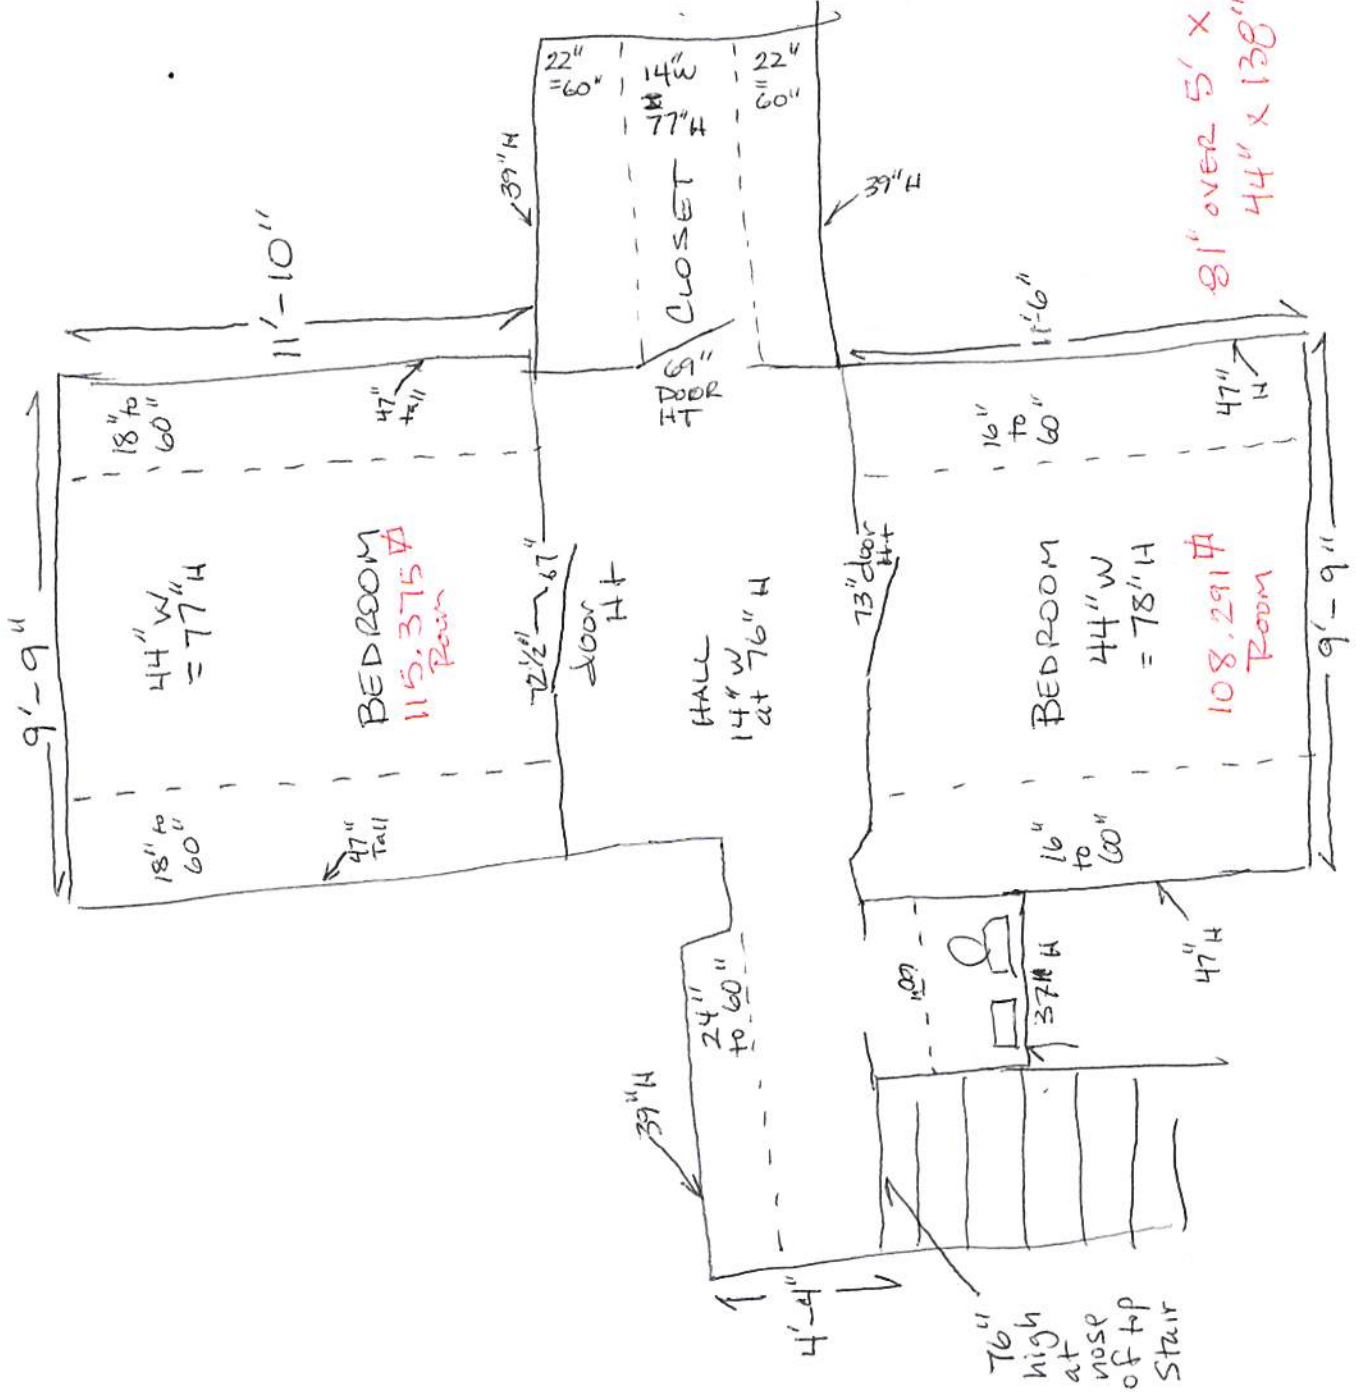 9'-9"
11'-10"
18" to
60"
44" W
= 77" H
18" to
60"
47"
tall
47"
Tall
BEDROOM
115.375
Room
72 1/2"
67"
door
Ht
22"
=60"
14"W
77"H
22"
=
60"
39"H
39"H
CLOSET
69"
DOOR
HT
HALL
14" W
at 76" H
73" door
Ht
11'-6"
16"
to
60"
47"
H
BEDROOM
44" W
= 78" H
108.291
Room
16"
to
60"
47" H
9'-9"
81" OVER 5' x
44" x 138"
24"
to 60"
39"H
60"
37" H
4'-4"
76"
high
at
nose
of top
Stair